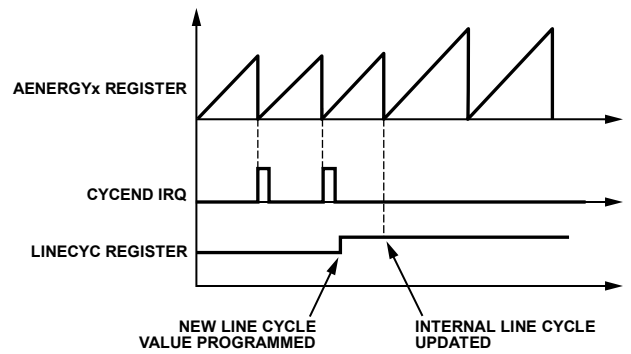 AENERGYx REGISTER
CYCEND IRQ
LINECYC REGISTER
NEW LINE CYCLE
VALUE PROGRAMMED
INTERNAL LINE CYCLE
UPDATED